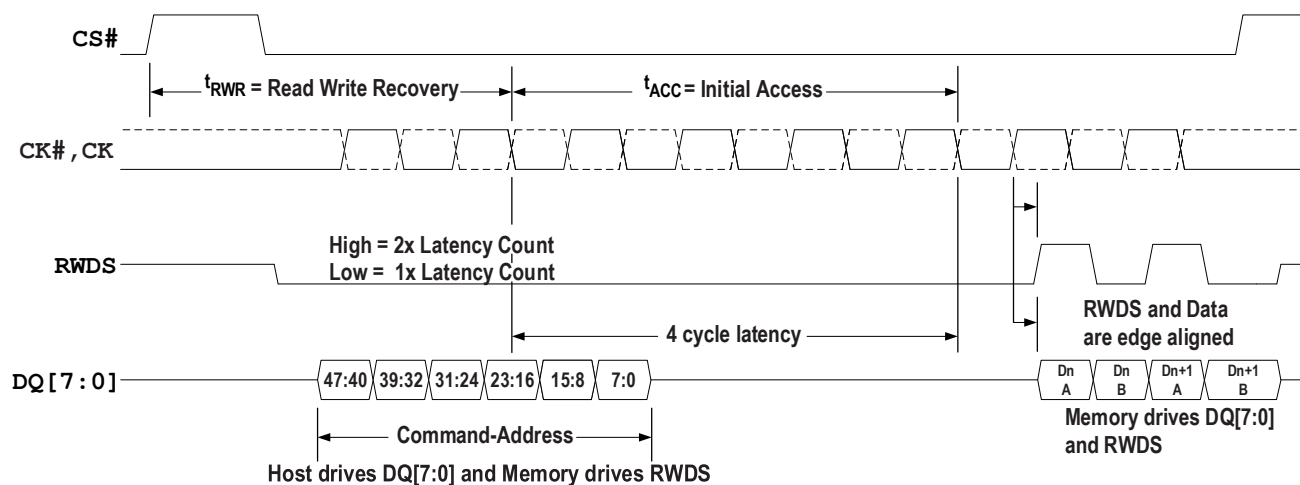 CS#
tRWR = Read Write Recovery
tACC = Initial Access
CK#,CK
High = 2x Latency Count
Low = 1x Latency Count
RWDS
RWDS and Data
are edge aligned
4 cycle latency
DQ[7:0]
47:40 39:32 31:24 23:16 15:8 7:0
Dn
A
Dn
B
Dn+1
A
Dn+1
B
Command-Address
Memory drives DQ[7:0]
and RWDS
Host drives DQ[7:0] and Memory drives RWDS